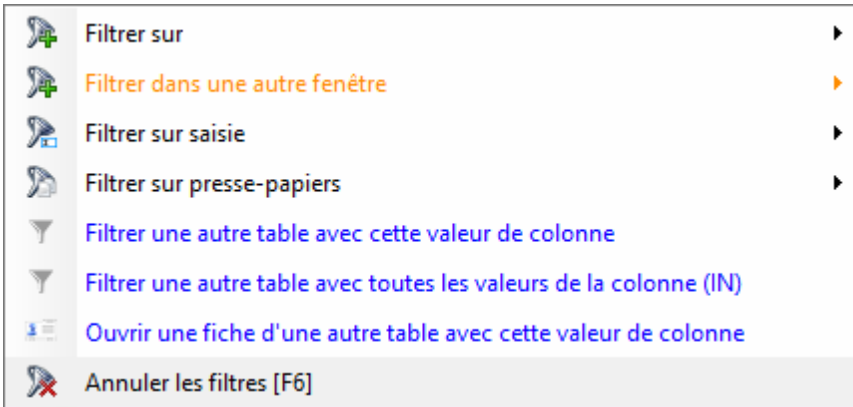 Filtrer sur
Filtrer dans une autre fenêtre
Filtrer sur saisie
Filtrer sur presse-papiers
Filtrer une autre table avec cette valeur de colonne
Filtrer une autre table avec toutes les valeurs de la colonne (IN)
Ouvrir une fiche d'une autre table avec cette valeur de colonne
Annuler les filtres [F6]